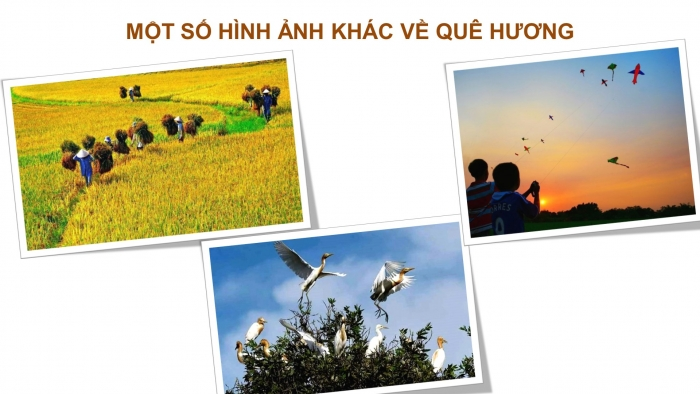 MỘT SỐ HÌNH ẢNH KHÁC VỀ QUÊ HƯƠNG